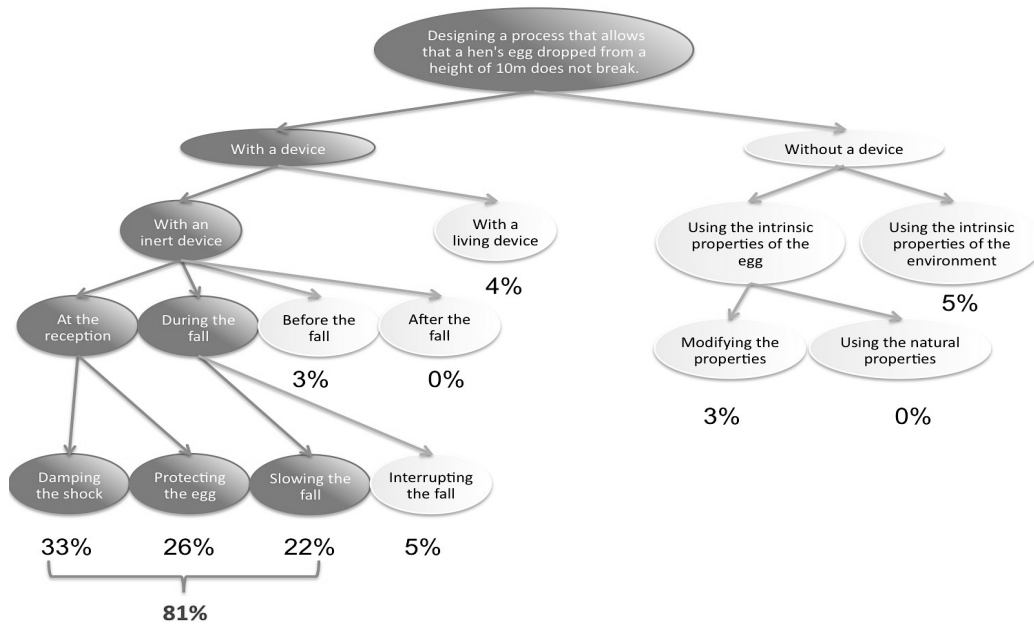 Designing a process that allows
that a hen's egg dropped from a
height of 10m does not break.
With a device
Without a device
With an
inert device
With a
living device
4%
Using the intrinsic
properties of the
egg
Using the intrinsic
properties of the
environment
5%
At the
reception
During the
fall
Before the
fall
3%
After the
fall
0%
Modifying the
properties
3%
Using the natural
properties
0%
Damping
the shock
33%
Protecting
the egg
26%
Slowing the
fall
22%
Interrupting
the fall
5%
81%